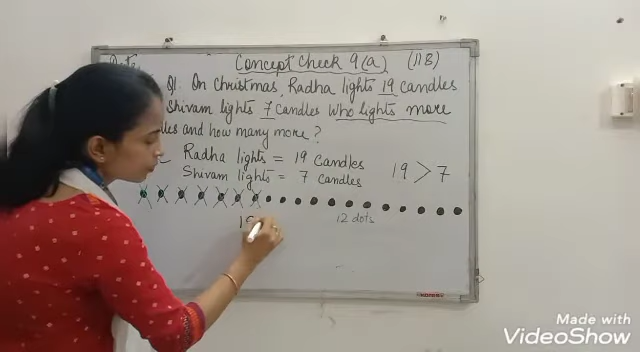 Date
Concept Check 9(a) (IIB)
Q1. On Christmas, Radha lights 19 candles
Shivam lights 7 candles who lights more
and how many more?
Radha lights = 19 candles
Shivam lights = 7 candles
19 > 7
12 dots
Made with
VideoShow